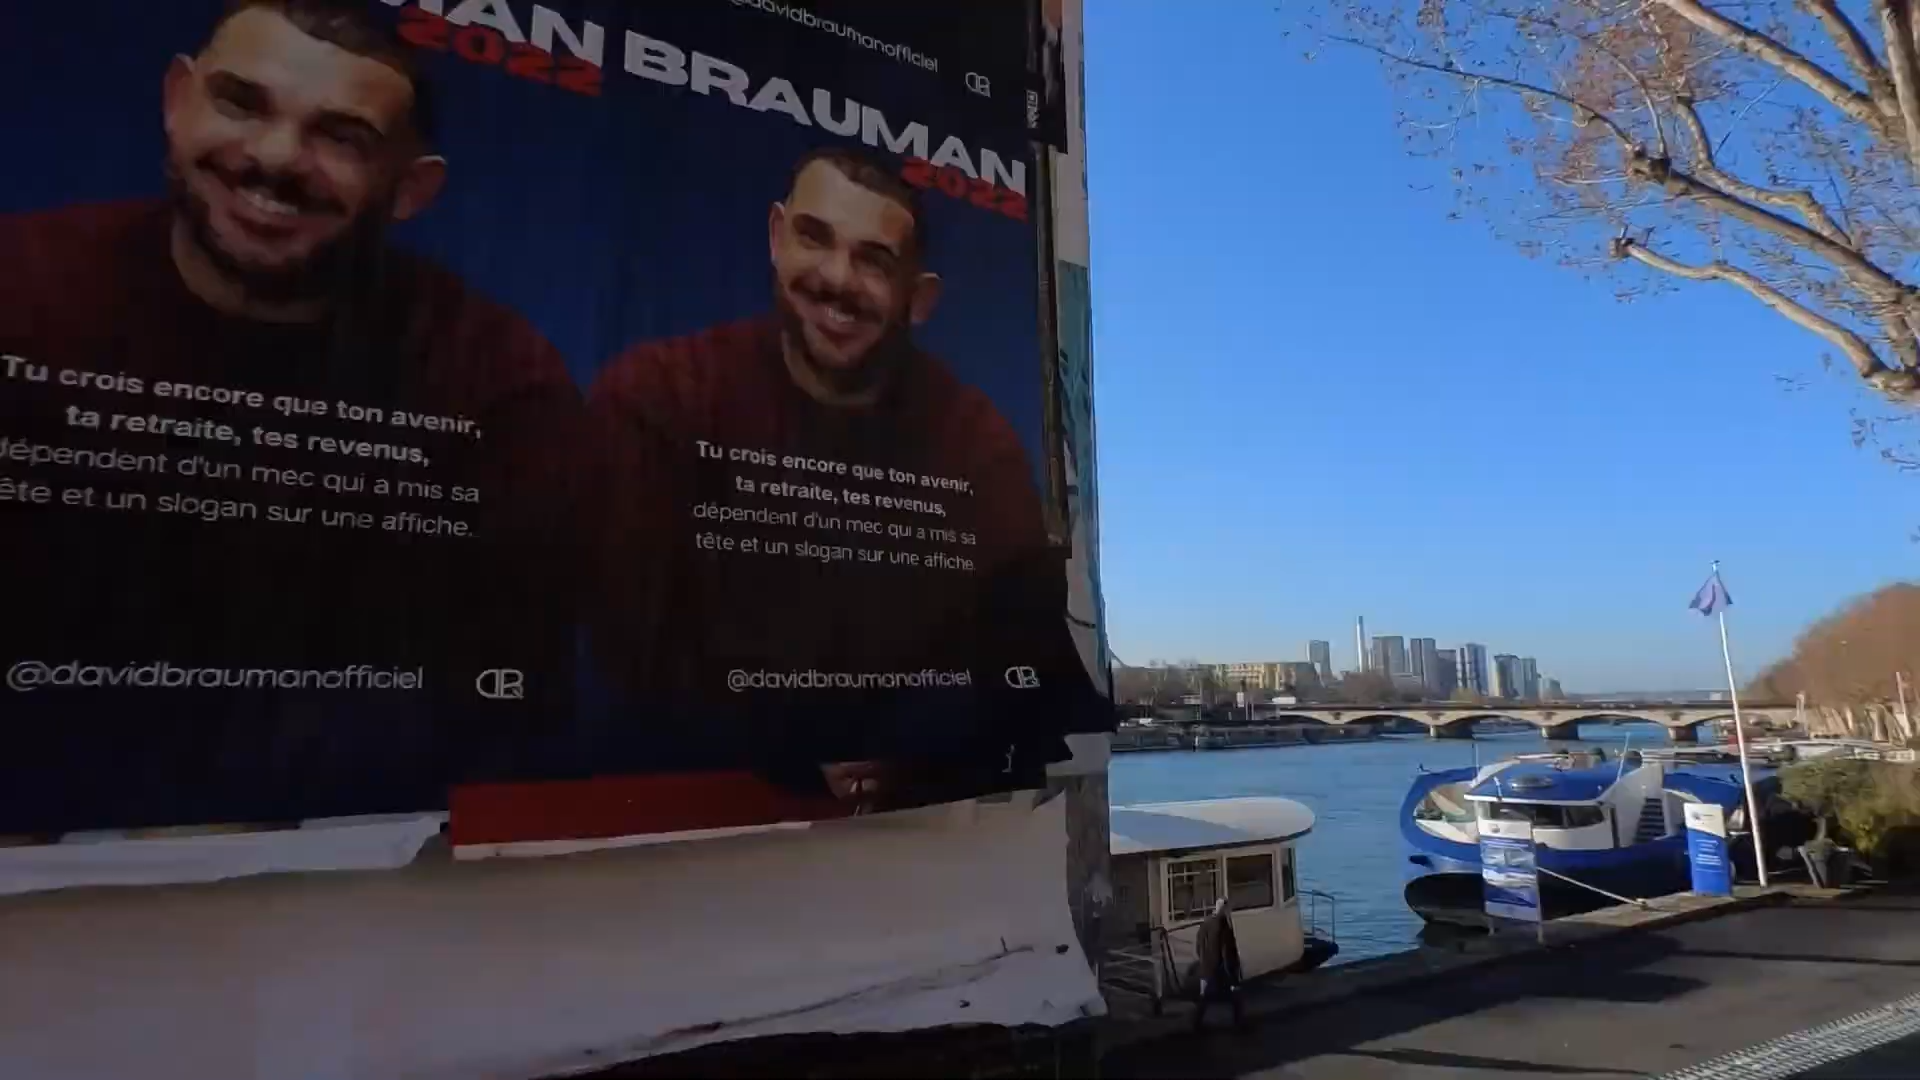 @davidbraumanofficiel
MAN
2022
BRAUMAN
2022
Tu crois encore que ton avenir,
ta retraite, tes revenus,
dépendent d'un mec qui a mis sa
ête et un slogan sur une affiche.
@davidbraumanofficiel
Tu crois encore que ton avenir,
ta retraite, tes revenus,
dépendent d'un mec qui a mis sa
tête et un slogan sur une affiche.
@davidbraumanofficiel